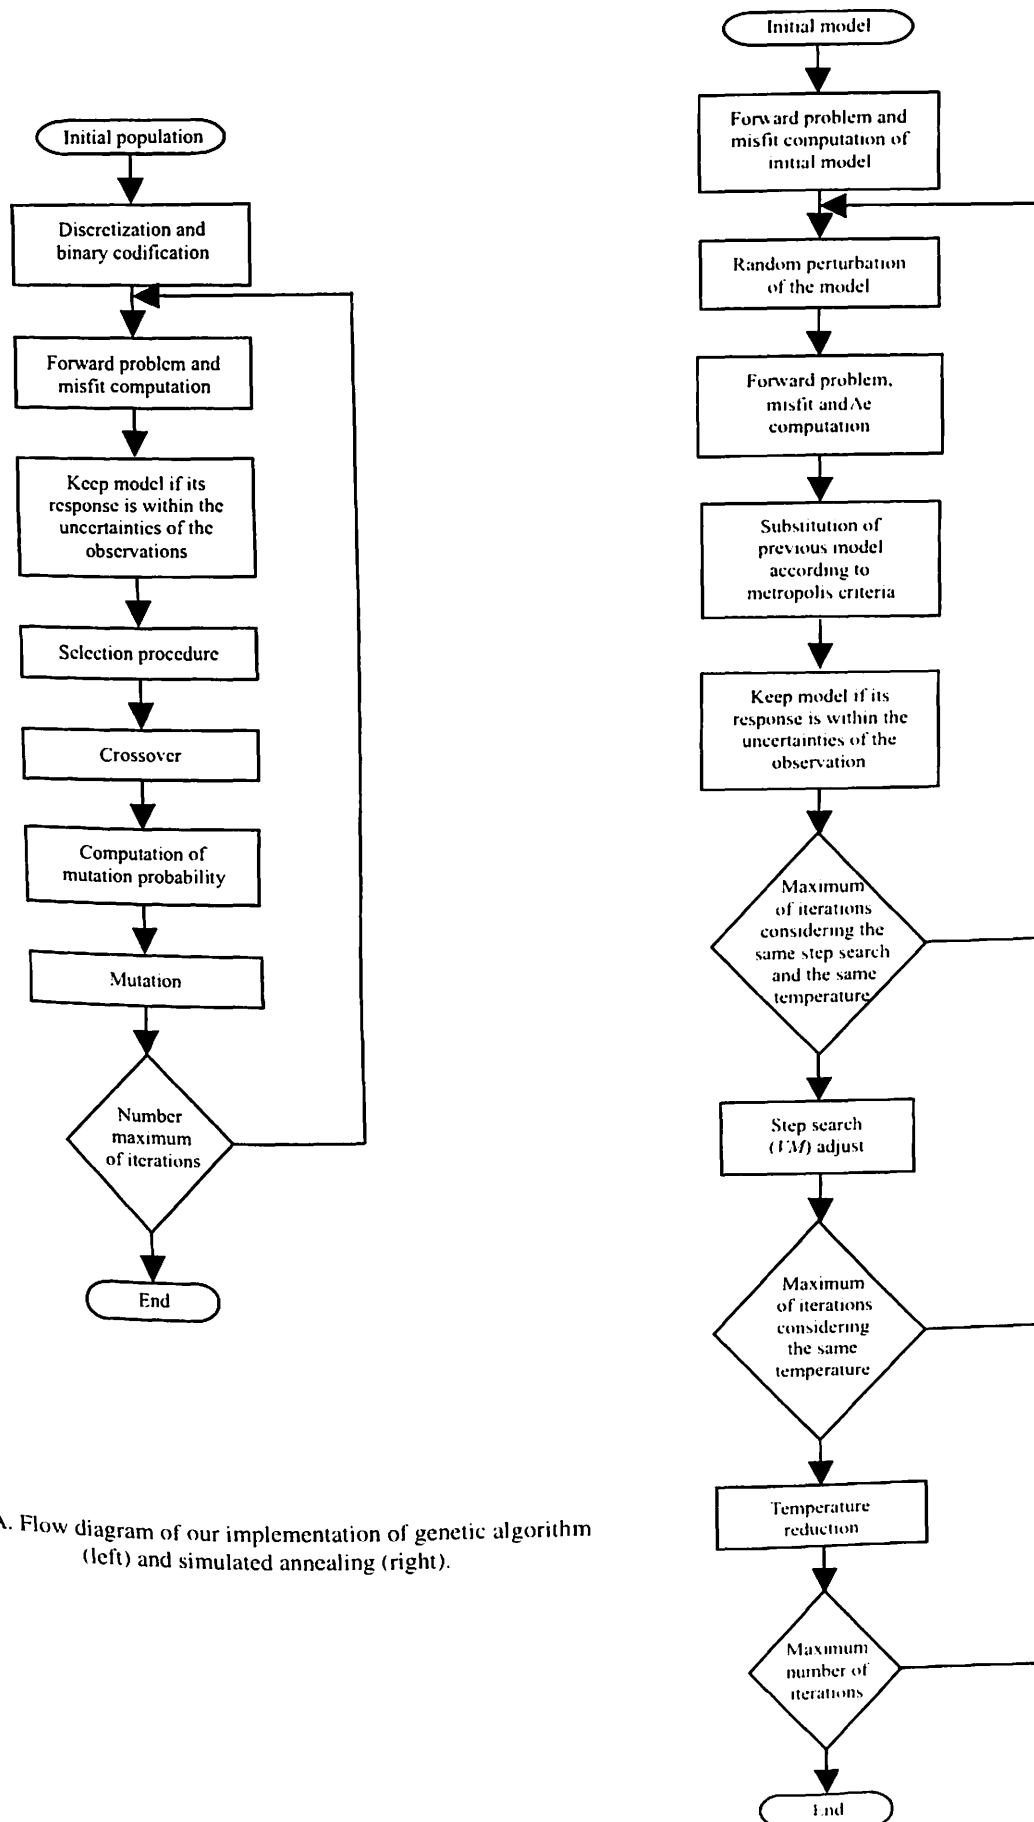 Initial population
Discretization and
binary codification
Forward problem and
misfit computation
Keep model if its
response is within the
uncertainties of the
observations
Selection procedure
Crossover
Computation of
mutation probability
Mutation
Number
maximum
of iterations
End
A. Flow diagram of our implementation of genetic algorithm
(left) and simulated annealing (right).
Initial model
Forward problem and
misfit computation of
initial model
Random perturbation
of the model
Forward problem,
misfit and Δe
computation
Substitution of
previous model
according to
metropolis criteria
Keep model if its
response is within the
uncertainties of the
observation
Maximum
of iterations
considering the
same step search
and the same
temperature
Step search
(VM) adjust
Maximum
of iterations
considering
the same
temperature
Temperature
reduction
Maximum
number of
iterations
End